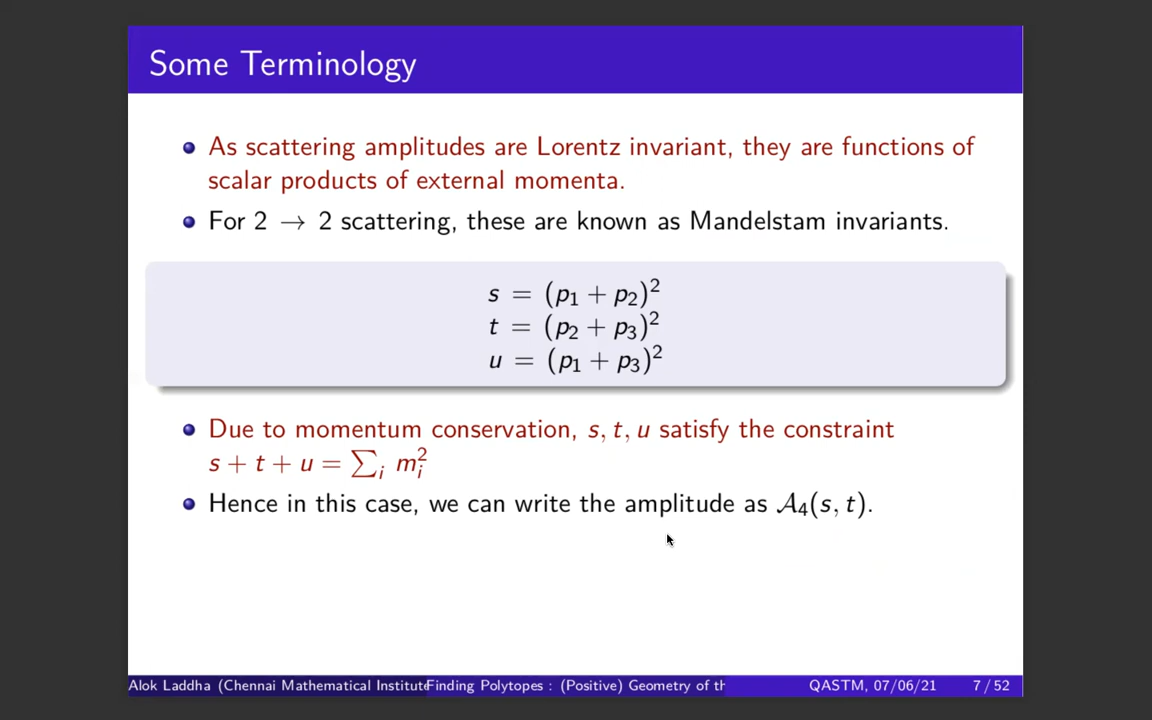 Some Terminology
As scattering amplitudes are Lorentz invariant, they are functions of
scalar products of external momenta.
For 2 → 2 scattering, these are known as Mandelstam invariants.
s = (p₁ + p₂)²
t = (p₂ + p₃)²
u = (p₁ + p₃)²
Due to momentum conservation, s, t, u satisfy the constraint
s + t + u = ∑ᵢ mᵢ²
Hence in this case, we can write the amplitude as 𝒜₄(s, t).
Alok Laddha (Chennai Mathematical Institute Finding Polytopes : (Positive) Geometry of th QASTM, 07/06/21 7 / 52